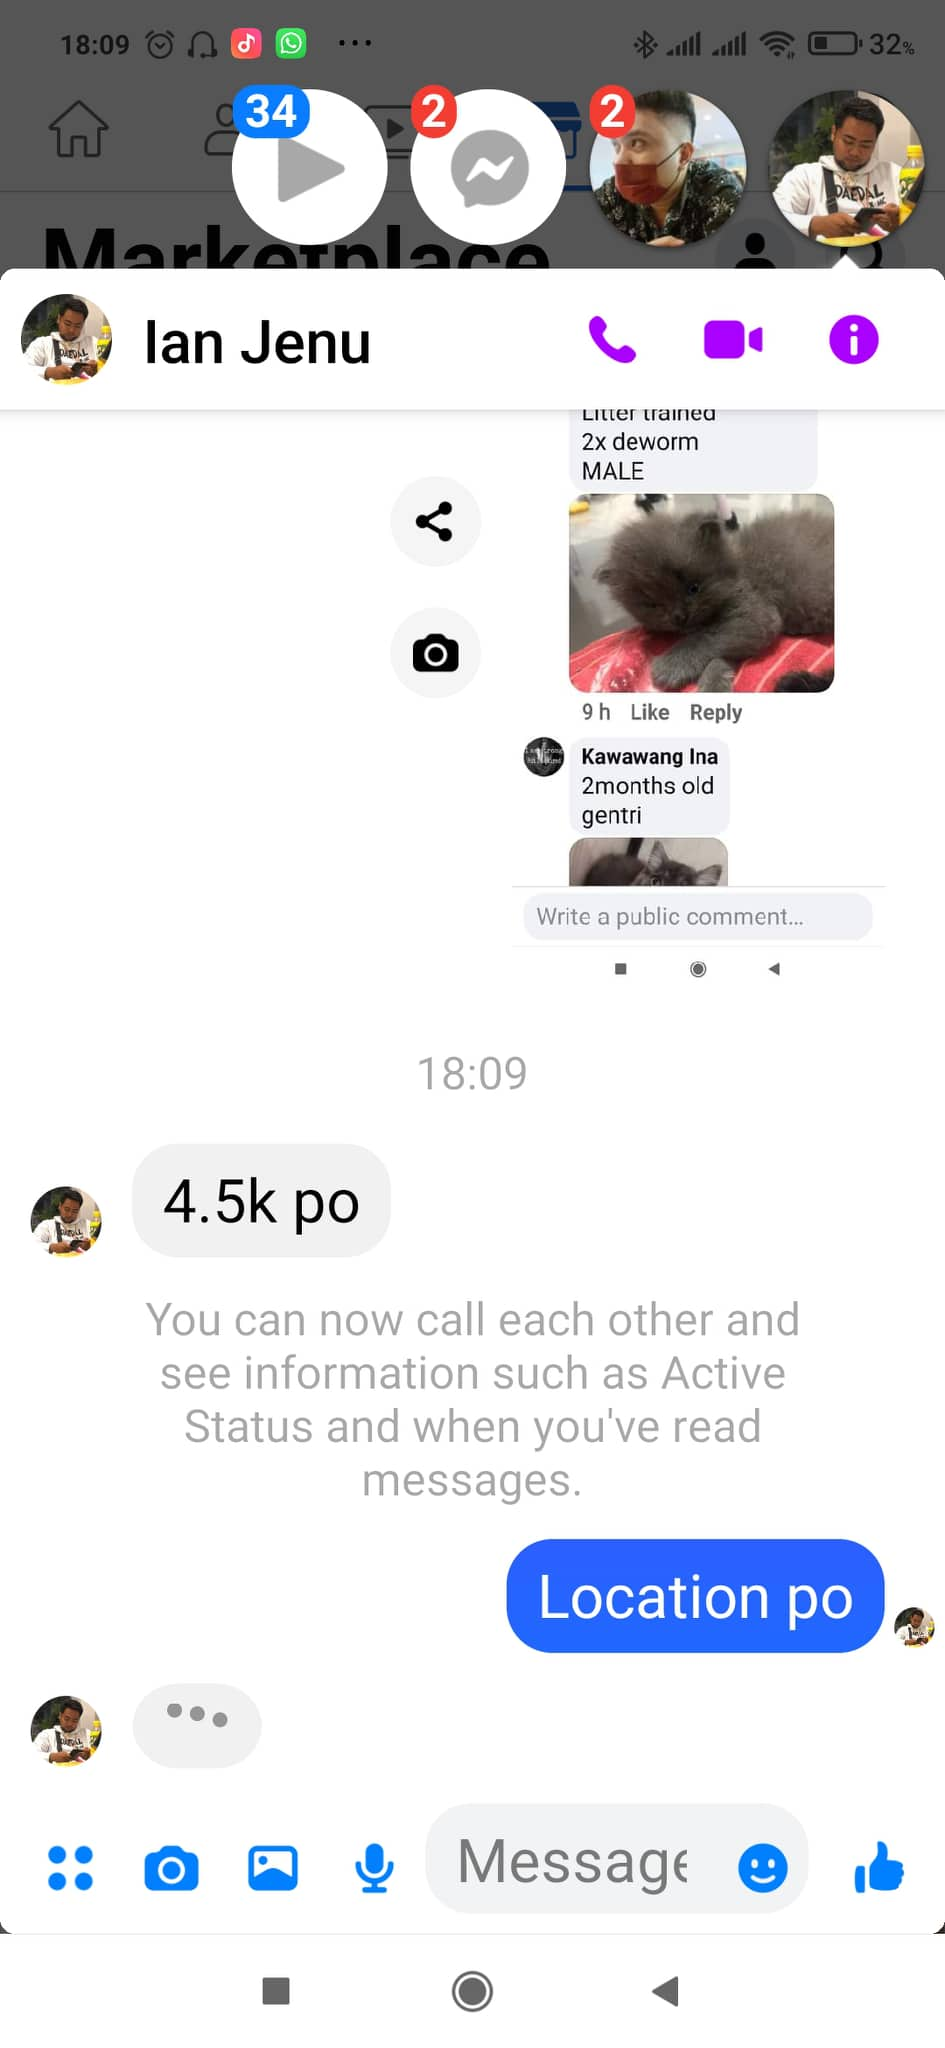 18:09
32%
34
2
2
Marketplace
Ian Jenu
Litter trained
2x deworm
MALE
9 h Like Reply
Kawawang Ina
2months old
gentri
Write a public comment...
18:09
4.5k po
You can now call each other and
see information such as Active
Status and when you've read
messages.
Location po
Message